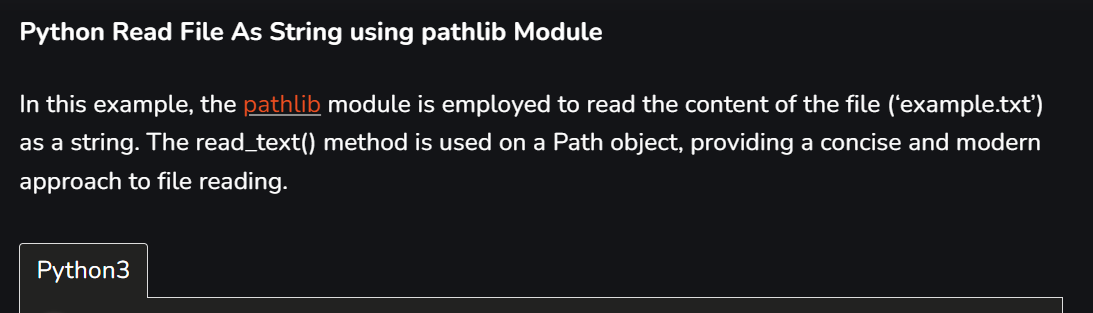 Python Read File As String using pathlib Module
In this example, the pathlib module is employed to read the content of the file (‘example.txt’)
as a string. The read_text() method is used on a Path object, providing a concise and modern
approach to file reading.
Python3